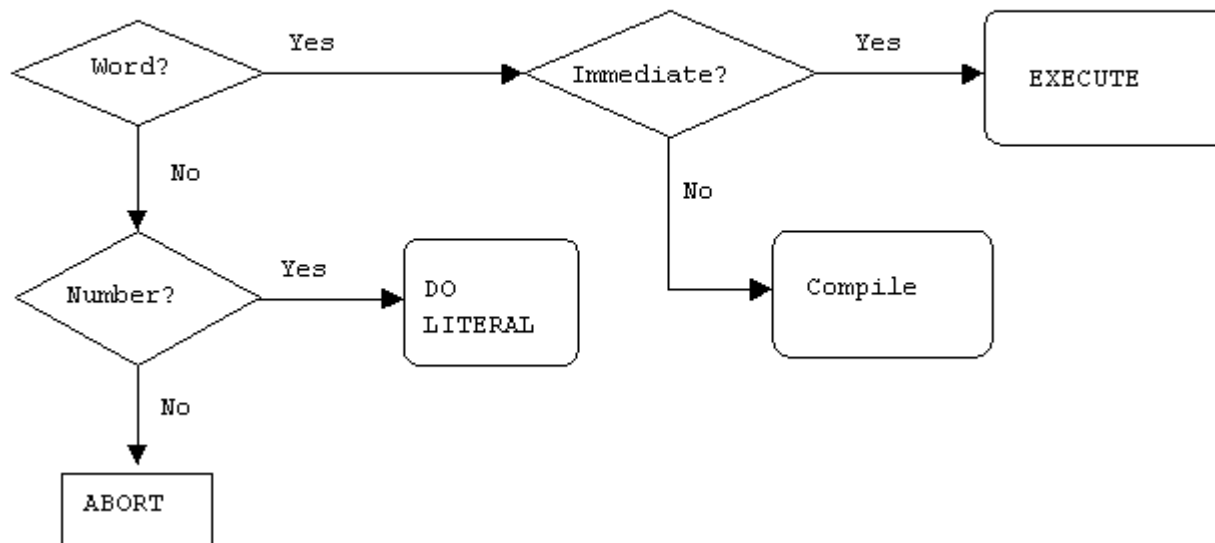 Word?
Yes
Immediate?
Yes
EXECUTE
No
No
Number?
Yes
DO
LITERAL
Compile
No
ABORT